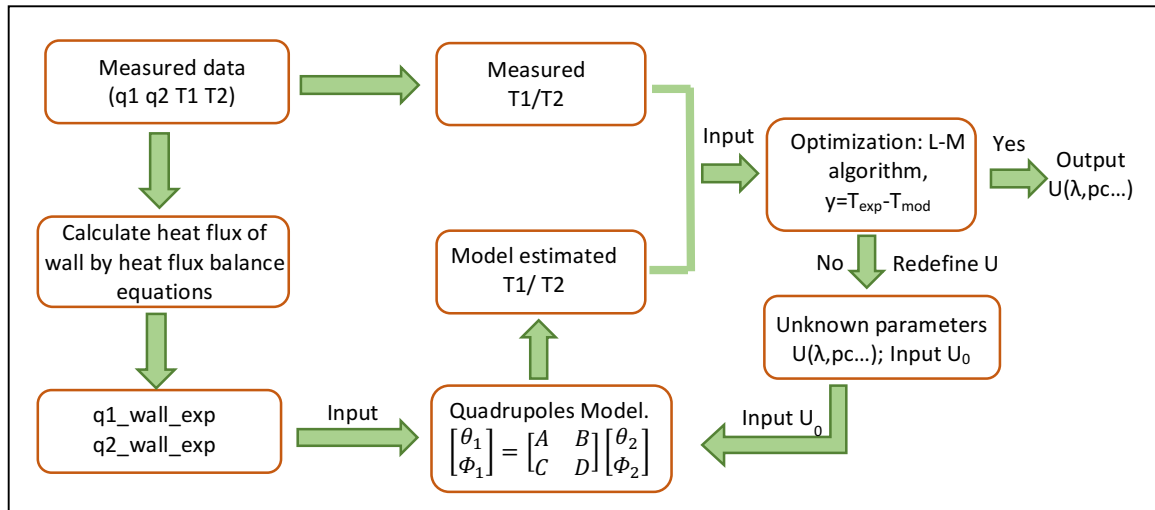 Measured data
(q1 q2 T1 T2)
Measured
T1/T2
Input
Optimization: L-M
algorithm,
y=T_exp-T_mod
Yes
Output
U(λ,pc...)
Calculate heat flux of
wall by heat flux balance
equations
Model estimated
T1/ T2
No
Redefine U
Unknown parameters
U(λ,pc...); Input U₀
q1_wall_exp
q2_wall_exp
Input
Quadrupoles Model.
[θ₁ Φ₁] = [A B C D] [θ₂ Φ₂]
Input U₀